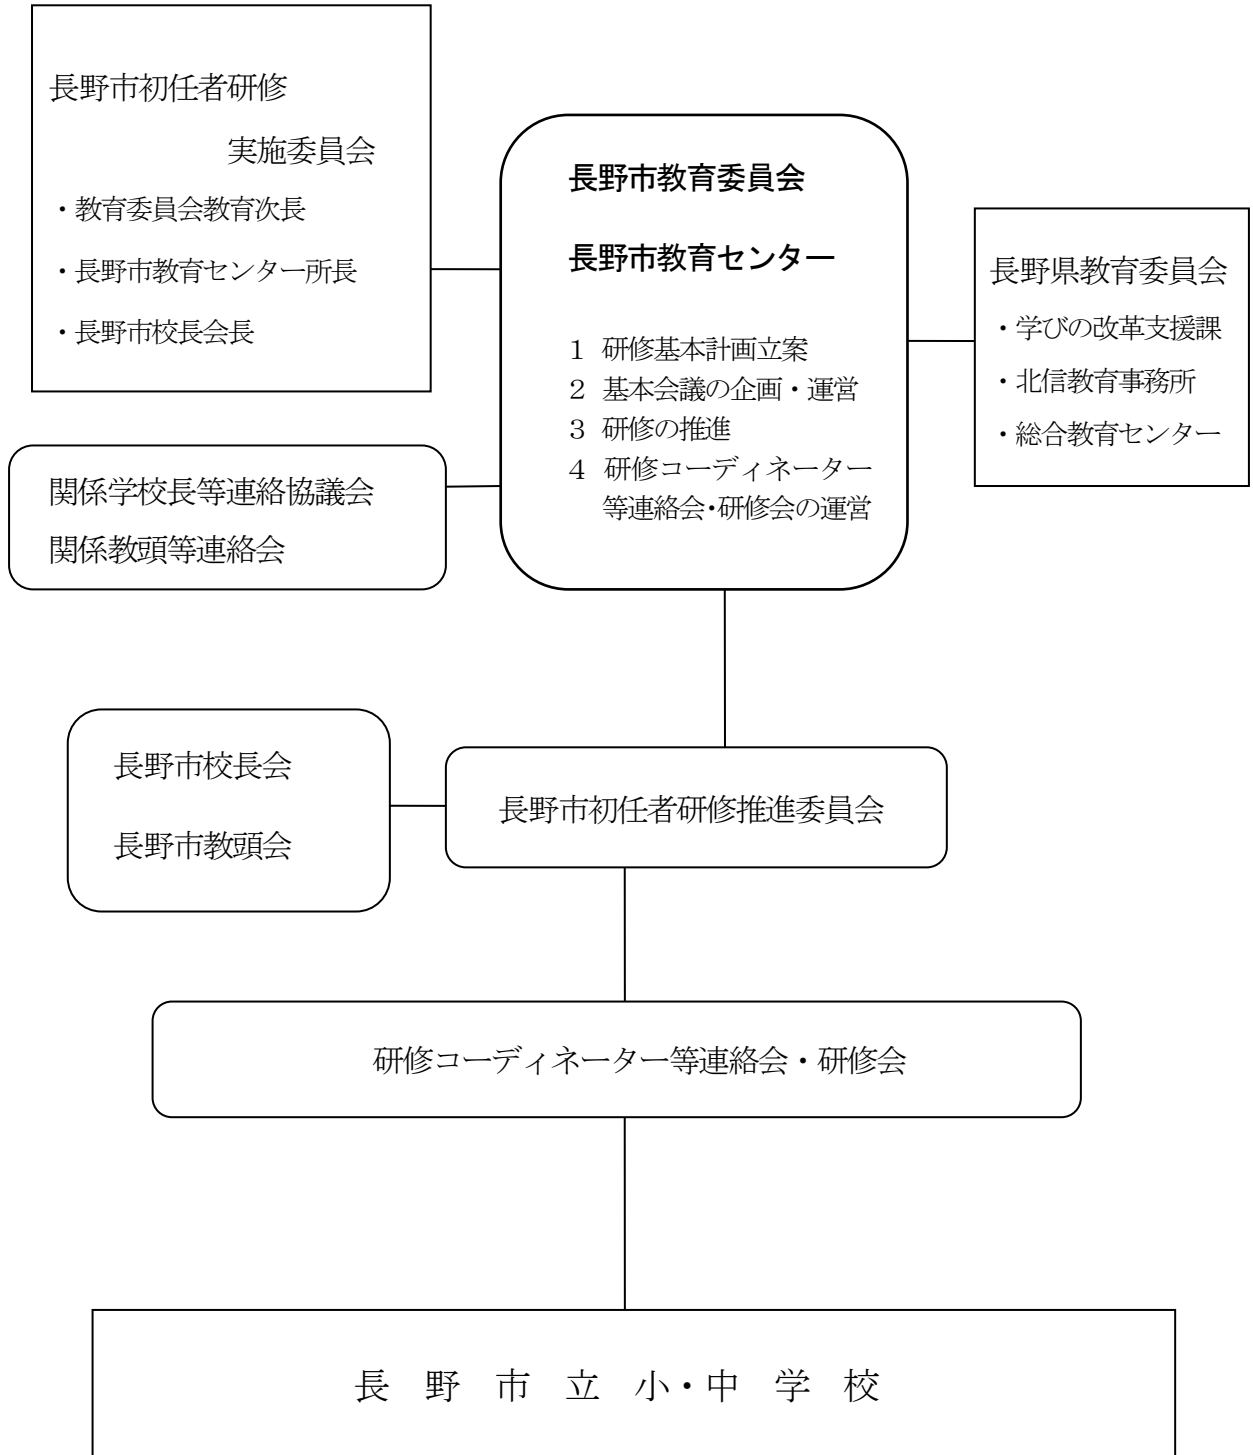 長野市初任者研修
実施委員会
・教育委員会教育次長
・長野市教育センター所長
・長野市校長会長
関係学校長等連絡協議会
関係教頭等連絡会
長野市教育委員会
長野市教育センター
1 研修基本計画立案
2 基本会議の企画・運営
3 研修の推進
4 研修コーディネーター
等連絡会・研修会の運営
長野県教育委員会
・学びの改革支援課
・北信教育事務所
・総合教育センター
長野市校長会
長野市教頭会
長野市初任者研修推進委員会
研修コーディネーター等連絡会・研修会
長 野 市 立 小・中 学 校